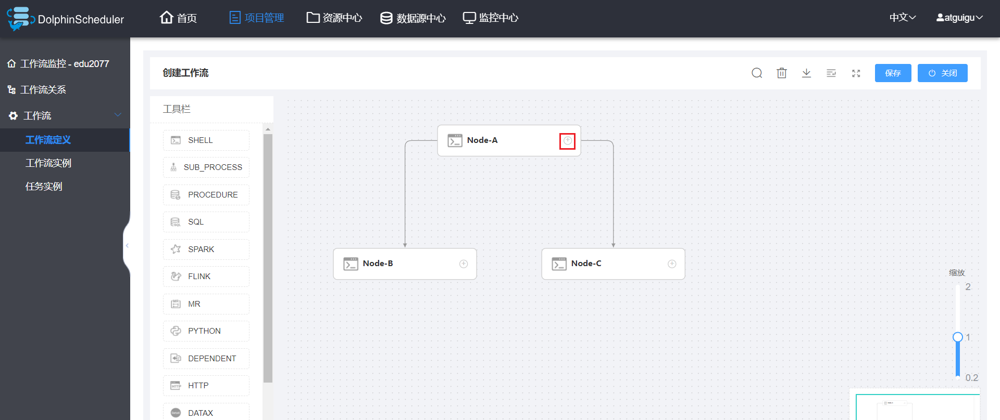 DolphinScheduler
首页
项目管理
资源中心
数据源中心
监控中心
中文
atguigu
工作流监控 - edu2077
工作流关系
工作流
工作流定义
工作流实例
任务实例
创建工作流
保存
关闭
工具栏
SHELL
SUB_PROCESS
PROCEDURE
SQL
SPARK
FLINK
MR
PYTHON
DEPENDENT
HTTP
DATAX
Node-A
Node-B
Node-C
缩放
2
1
0.2